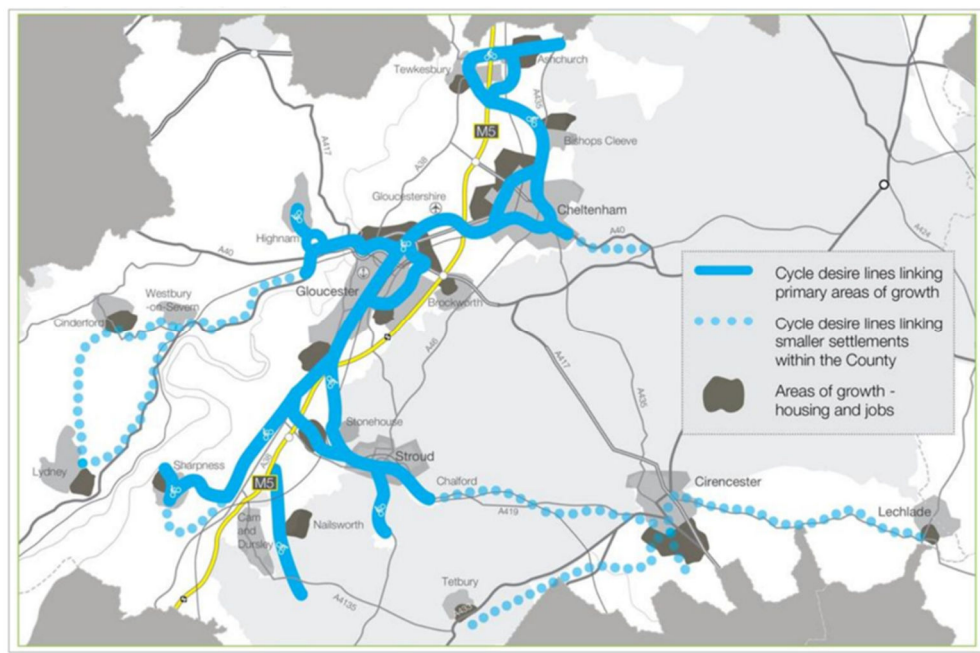 Tewkesbury
Ashchurch
A435
M5
Bishops Cleeve
A417
A38
Gloucestershire
Cheltenham
Highnam
A40
A40
A424
Gloucester
Westbury
-on-Severn
Brockworth
Cinderford
A46
A417
A435
Cycle desire lines linking
primary areas of growth
Cycle desire lines linking
smaller settlements
within the County
Areas of growth -
housing and jobs
Stonehouse
Stroud
Lydney
Sharpness
A38
M5
Chalford
A419
Cirencester
Lechlade
Cam
and
Dursley
Nailsworth
Tetbury
A4135